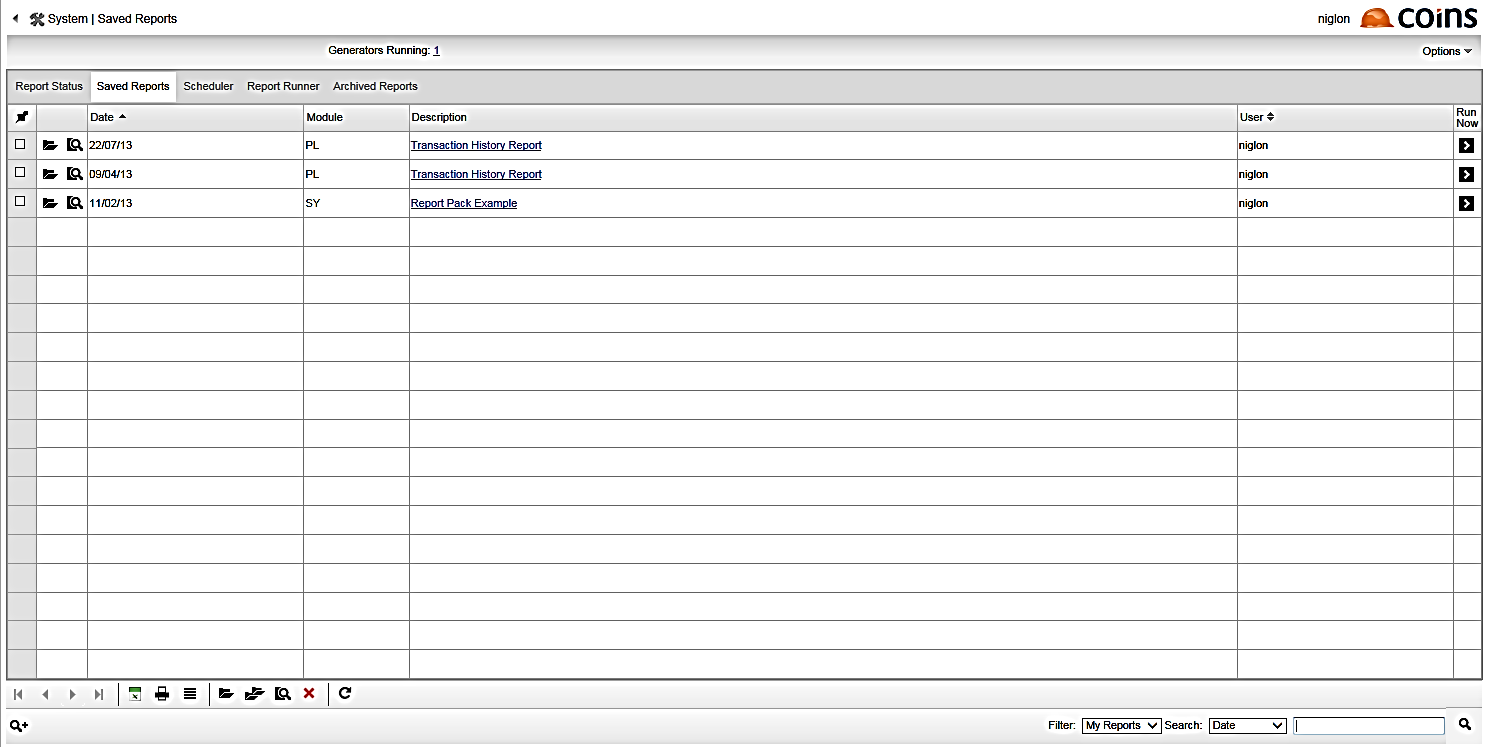 System | Saved Reports
niglon
coins
Generators Running: 1
Options
Report Status Saved Reports Scheduler Report Runner Archived Reports
Date Module Description User Run Now
22/07/13 PL Transaction History Report niglon
09/04/13 PL Transaction History Report niglon
11/02/13 SY Report Pack Example niglon
Filter: My Reports Search: Date